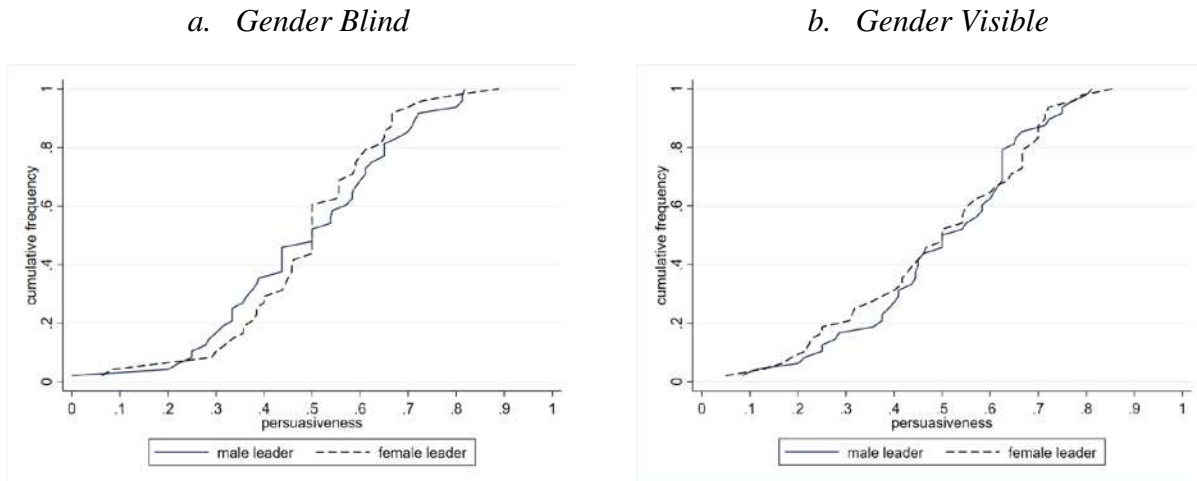 a. Gender Blind
cumulative frequency
0 .2 .4 .6 .8 1
0 .1 .2 .3 .4 .5 .6 .7 .8 .9 1
persuasiveness
male leader female leader
b. Gender Visible
cumulative frequency
0 .2 .4 .6 .8 1
0 .1 .2 .3 .4 .5 .6 .7 .8 .9 1
persuasiveness
male leader female leader